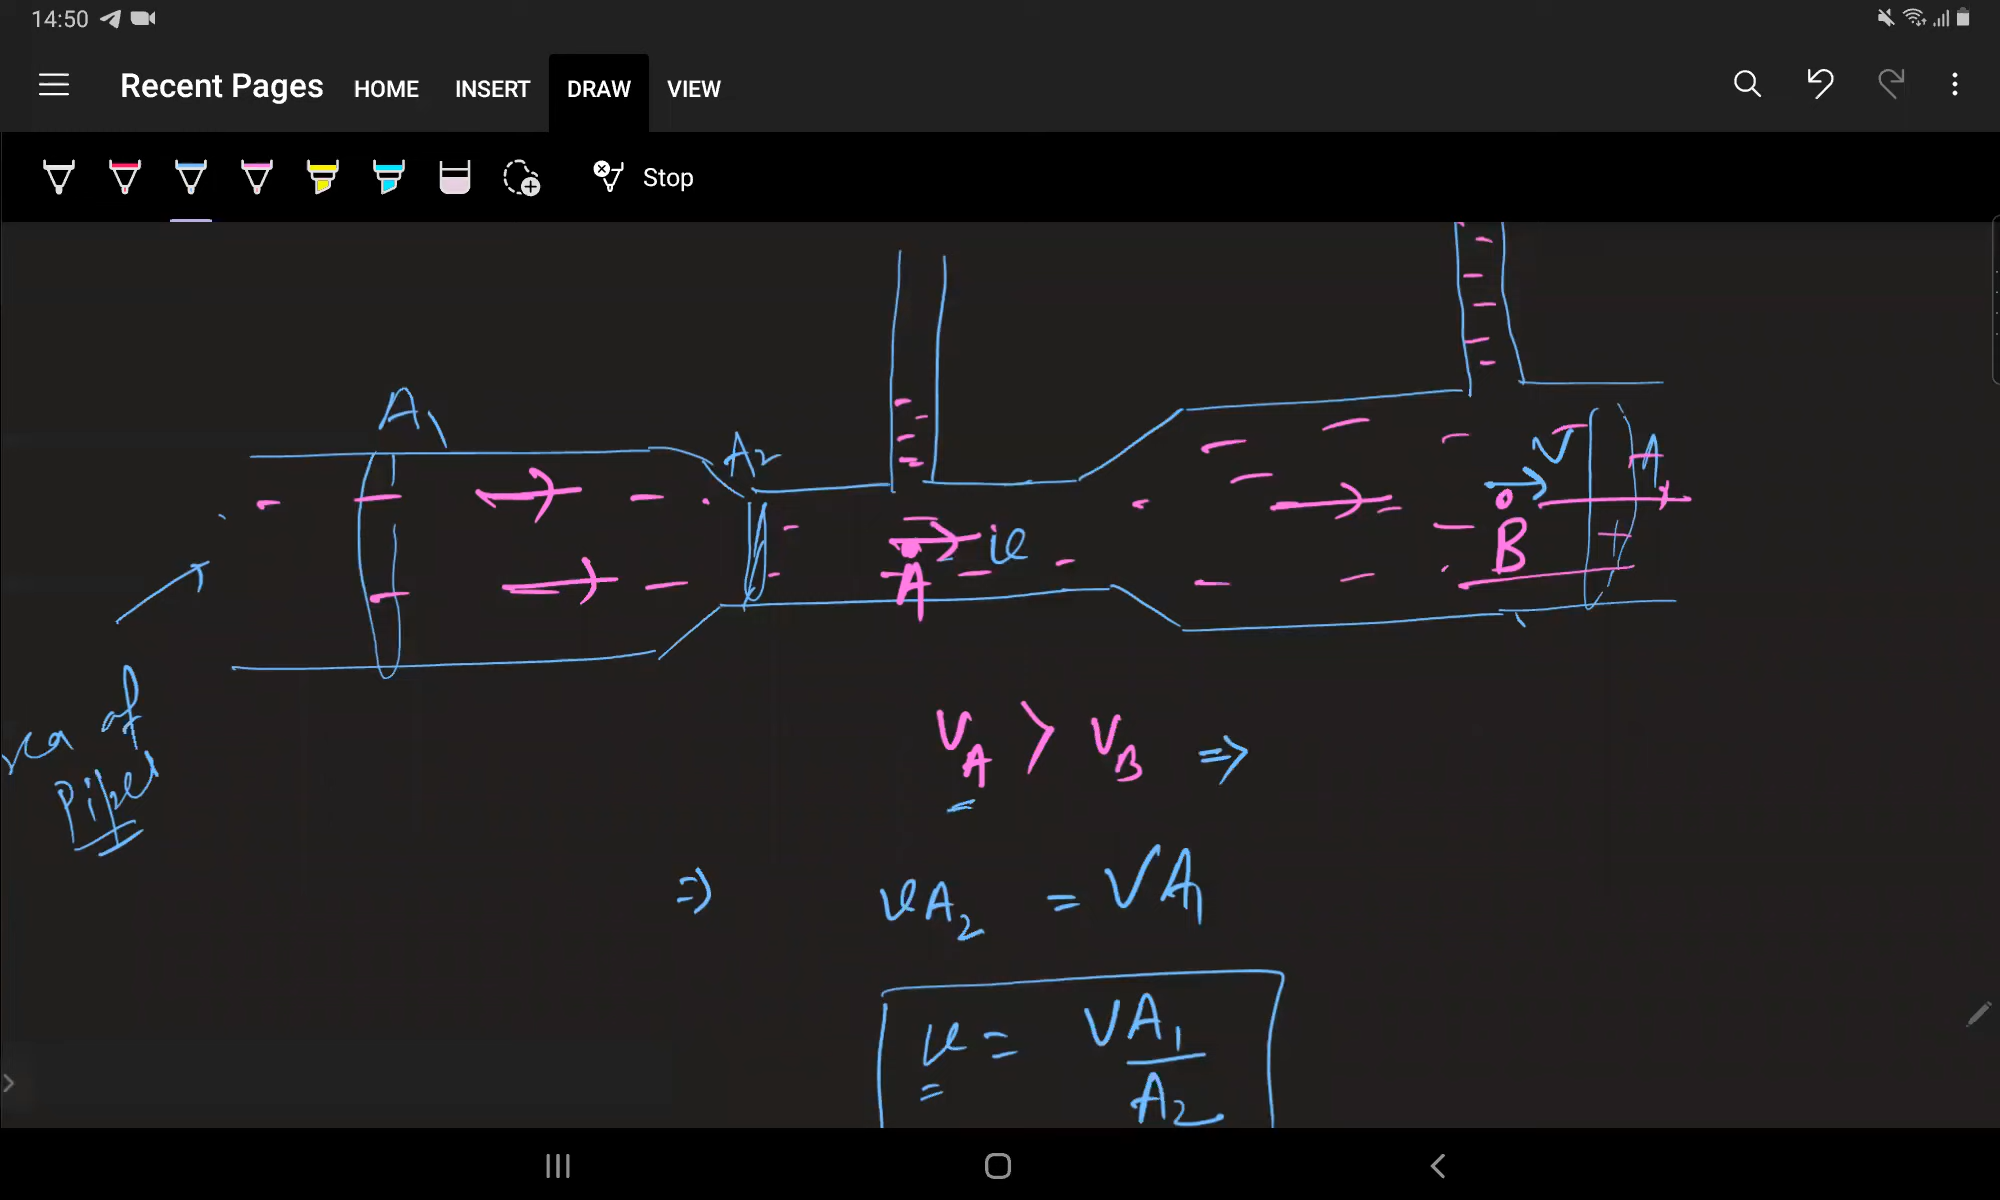 14:50
Recent Pages HOME INSERT DRAW VIEW
Stop
A1
A2
V
A1
ve
A
B
of
Pipe
VA > VB ⇒
⇒ vA2 = VA1
v = VA1
A2